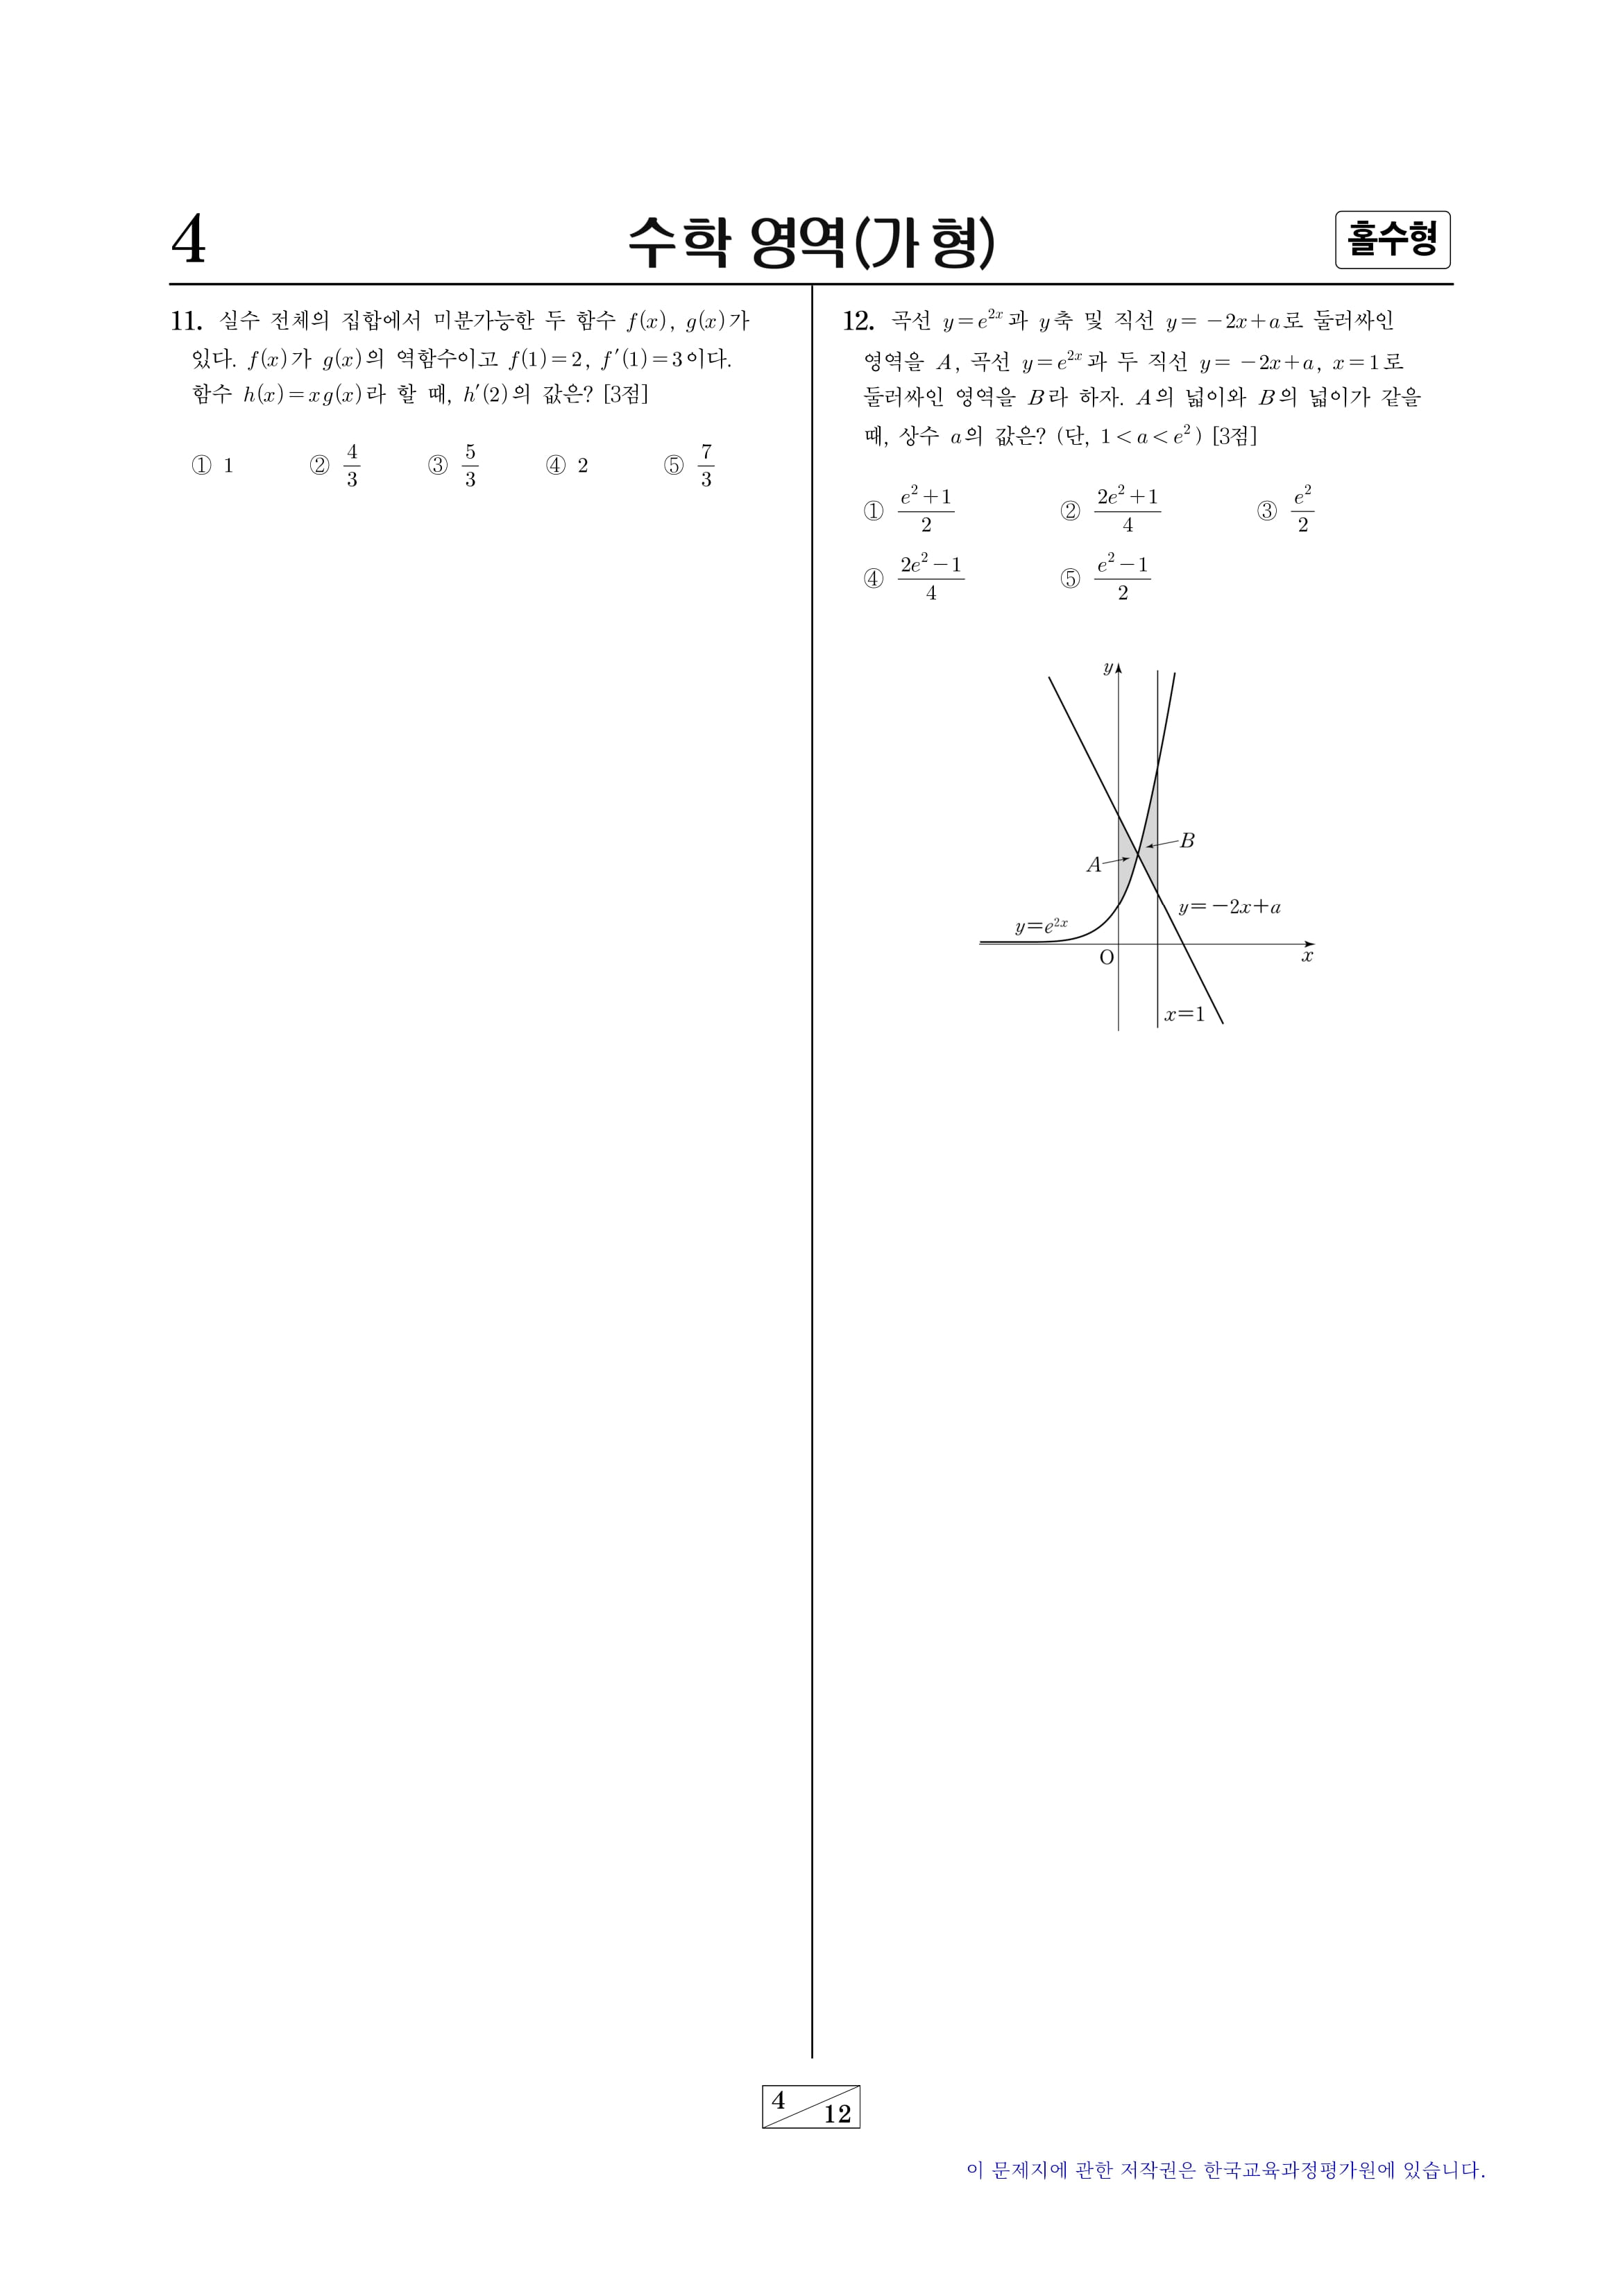 4
수학 영역(가 형)
홀수형
11. 실수 전체의 집합에서 미분가능한 두 함수 f(x), g(x)가
있다. f(x)가 g(x)의 역함수이고 f(1)=2, f′(1)=3이다.
함수 h(x)=xg(x)라 할 때, h′(2)의 값은? [3점]
① 1 ② 4/3 ③ 5/3 ④ 2 ⑤ 7/3
12. 곡선 y=e^{2x}과 y축 및 직선 y=−2x+a로 둘러싸인
영역을 A, 곡선 y=e^{2x}과 두 직선 y=−2x+a, x=1로
둘러싸인 영역을 B라 하자. A의 넓이와 B의 넓이가 같을
때, 상수 a의 값은? (단, 1<a<e²) [3점]
① (e²+1)/2 ② (2e²+1)/4 ③ e²/2
④ (2e²−1)/4 ⑤ (e²−1)/2
y
B
A
y=−2x+a
y=e^{2x}
O
x
x=1
4
12
이 문제지에 관한 저작권은 한국교육과정평가원에 있습니다.